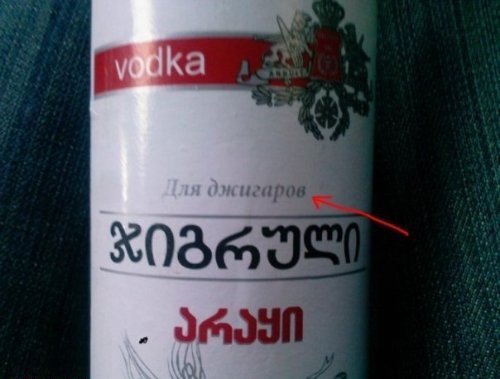 vodka
Для джигаров
ჯიგრული
არაყი